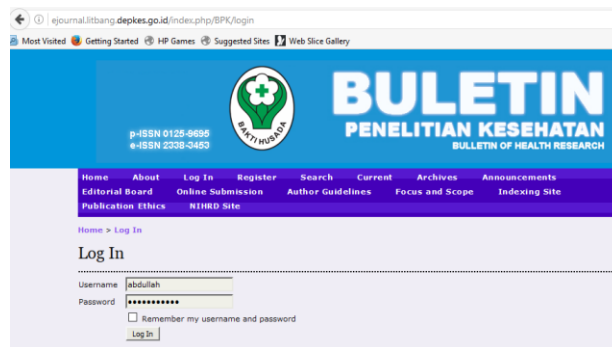 ejournal.litbang.depkes.go.id/index.php/BPK/login
Most Visited Getting Started HP Games Suggested Sites Web Slice Gallery
BAKTI HUSADA
BULETIN
PENELITIAN KESEHATAN
BULLETIN OF HEALTH RESEARCH
p-ISSN 0125-9695
e-ISSN 2338-3453
Home About Log In Register Search Current Archives Announcements
Editorial Board Online Submission Author Guidelines Focus and Scope Indexing Site
Publication Ethics NIHRD Site
Home > Log In
Log In
Username abdullah
Password •••••••••••
Remember my username and password
Log In